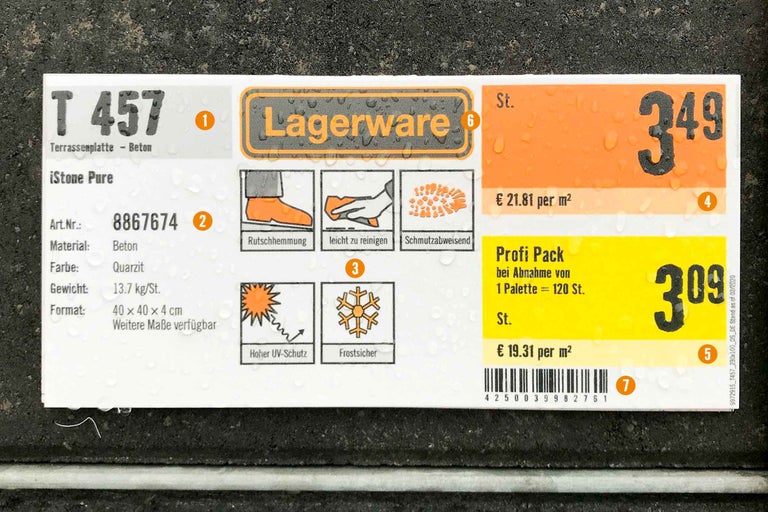 T 457
1
Terrassenplatte - Beton
iStone Pure
Art.Nr.: 8867674
2
Material: Beton
Farbe: Quarzit
Gewicht: 13.7 kg/St.
Format: 40 x 40 x 4 cm
Weitere Maße verfügbar
Lagerware
6
Rutschhemmung
leicht zu reinigen
Schmutzabweisend
3
Hoher UV-Schutz
Frostsicher
St.
3 49
€ 21.81 per m²
4
Profi Pack
bei Abnahme von
1 Palette = 120 St.
St.
3 09
€ 19.31 per m²
5
7
4250039982761